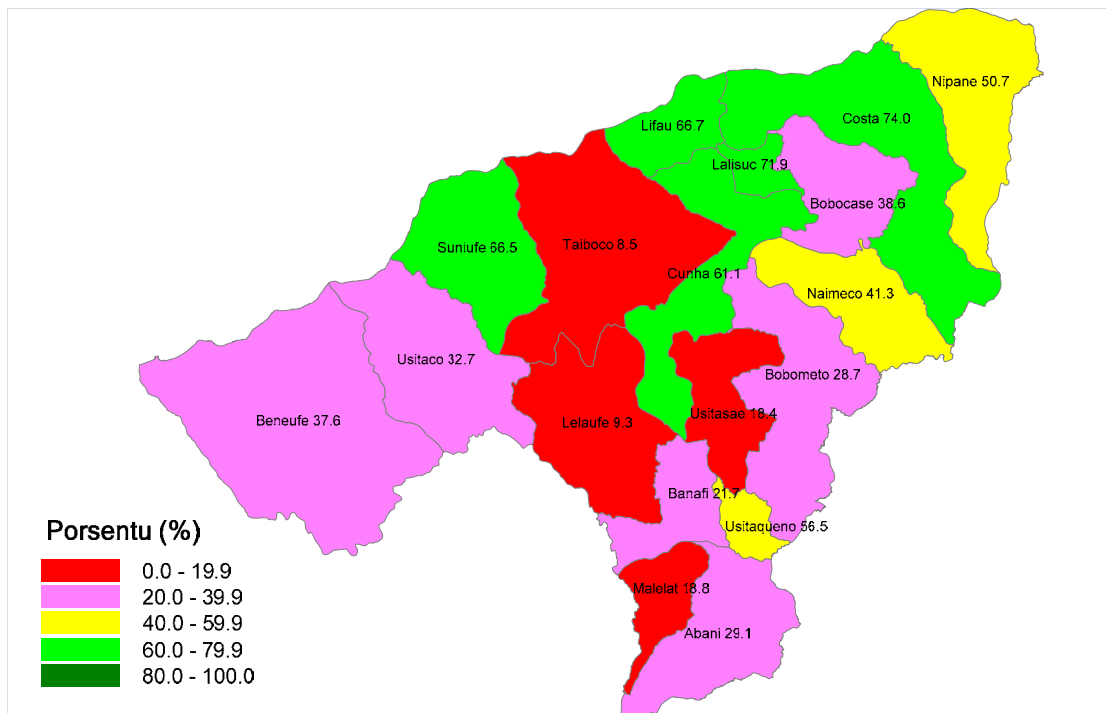 Nipane 50.7
Costa 74.0
Lifau 66.7
Lalisuc 71.9
Bobocase 38.6
Suniufe 66.5
Taiboco 8.5
Cunha 61.1
Naimeco 41.3
Usitaco 32.7
Bobometo 28.7
Beneufe 37.6
Lelaufe 9.3
Usitasae 18.4
Banafi 21.7
Usitaqueno 56.5
Malelat 18.8
Abani 29.1
Porsentu (%)
0.0 - 19.9
20.0 - 39.9
40.0 - 59.9
60.0 - 79.9
80.0 - 100.0